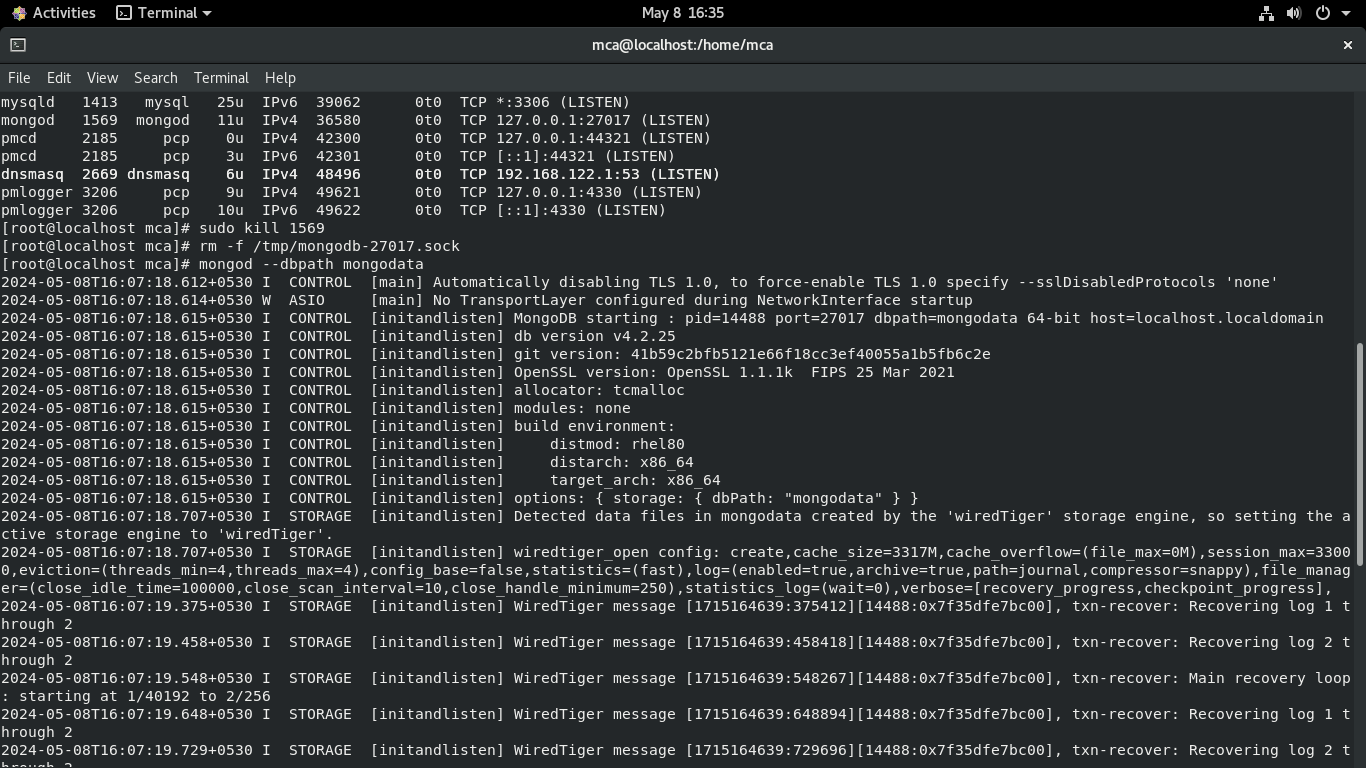 Activities Terminal May 8 16:35
mca@localhost:/home/mca ×
File Edit View Search Terminal Help
mysqld 1413 mysql 25u IPv6 39062 0t0 TCP *:3306 (LISTEN)
mongod 1569 mongod 11u IPv4 36580 0t0 TCP 127.0.0.1:27017 (LISTEN)
pmcd 2185 pcp 0u IPv4 42300 0t0 TCP 127.0.0.1:44321 (LISTEN)
pmcd 2185 pcp 3u IPv6 42301 0t0 TCP [::1]:44321 (LISTEN)
dnsmasq 2669 dnsmasq 6u IPv4 48496 0t0 TCP 192.168.122.1:53 (LISTEN)
pmlogger 3206 pcp 9u IPv4 49621 0t0 TCP 127.0.0.1:4330 (LISTEN)
pmlogger 3206 pcp 10u IPv6 49622 0t0 TCP [::1]:4330 (LISTEN)
[root@localhost mca]# sudo kill 1569
[root@localhost mca]# rm -f /tmp/mongodb-27017.sock
[root@localhost mca]# mongod --dbpath mongodata
2024-05-08T16:07:18.612+0530 I CONTROL [main] Automatically disabling TLS 1.0, to force-enable TLS 1.0 specify --sslDisabledProtocols 'none'
2024-05-08T16:07:18.614+0530 W ASIO [main] No TransportLayer configured during NetworkInterface startup
2024-05-08T16:07:18.615+0530 I CONTROL [initandlisten] MongoDB starting : pid=14488 port=27017 dbpath=mongodata 64-bit host=localhost.localdomain
2024-05-08T16:07:18.615+0530 I CONTROL [initandlisten] db version v4.2.25
2024-05-08T16:07:18.615+0530 I CONTROL [initandlisten] git version: 41b59c2bfb5121e66f18cc3ef40055a1b5fb6c2e
2024-05-08T16:07:18.615+0530 I CONTROL [initandlisten] OpenSSL version: OpenSSL 1.1.1k FIPS 25 Mar 2021
2024-05-08T16:07:18.615+0530 I CONTROL [initandlisten] allocator: tcmalloc
2024-05-08T16:07:18.615+0530 I CONTROL [initandlisten] modules: none
2024-05-08T16:07:18.615+0530 I CONTROL [initandlisten] build environment:
2024-05-08T16:07:18.615+0530 I CONTROL [initandlisten] distmod: rhel80
2024-05-08T16:07:18.615+0530 I CONTROL [initandlisten] distarch: x86_64
2024-05-08T16:07:18.615+0530 I CONTROL [initandlisten] target_arch: x86_64
2024-05-08T16:07:18.615+0530 I CONTROL [initandlisten] options: { storage: { dbPath: "mongodata" } }
2024-05-08T16:07:18.707+0530 I STORAGE [initandlisten] Detected data files in mongodata created by the 'wiredTiger' storage engine, so setting the a
ctive storage engine to 'wiredTiger'.
2024-05-08T16:07:18.707+0530 I STORAGE [initandlisten] wiredtiger_open config: create,cache_size=3317M,cache_overflow=(file_max=0M),session_max=3300
0,eviction=(threads_min=4,threads_max=4),config_base=false,statistics=(fast),log=(enabled=true,archive=true,path=journal,compressor=snappy),file_manag
er=(close_idle_time=100000,close_scan_interval=10,close_handle_minimum=250),statistics_log=(wait=0),verbose=[recovery_progress,checkpoint_progress],
2024-05-08T16:07:19.375+0530 I STORAGE [initandlisten] WiredTiger message [1715164639:375412][14488:0x7f35dfe7bc00], txn-recover: Recovering log 1 t
hrough 2
2024-05-08T16:07:19.458+0530 I STORAGE [initandlisten] WiredTiger message [1715164639:458418][14488:0x7f35dfe7bc00], txn-recover: Recovering log 2 t
hrough 2
2024-05-08T16:07:19.548+0530 I STORAGE [initandlisten] WiredTiger message [1715164639:548267][14488:0x7f35dfe7bc00], txn-recover: Main recovery loop
: starting at 1/40192 to 2/256
2024-05-08T16:07:19.648+0530 I STORAGE [initandlisten] WiredTiger message [1715164639:648894][14488:0x7f35dfe7bc00], txn-recover: Recovering log 1 t
hrough 2
2024-05-08T16:07:19.729+0530 I STORAGE [initandlisten] WiredTiger message [1715164639:729696][14488:0x7f35dfe7bc00], txn-recover: Recovering log 2 t
hrough 2